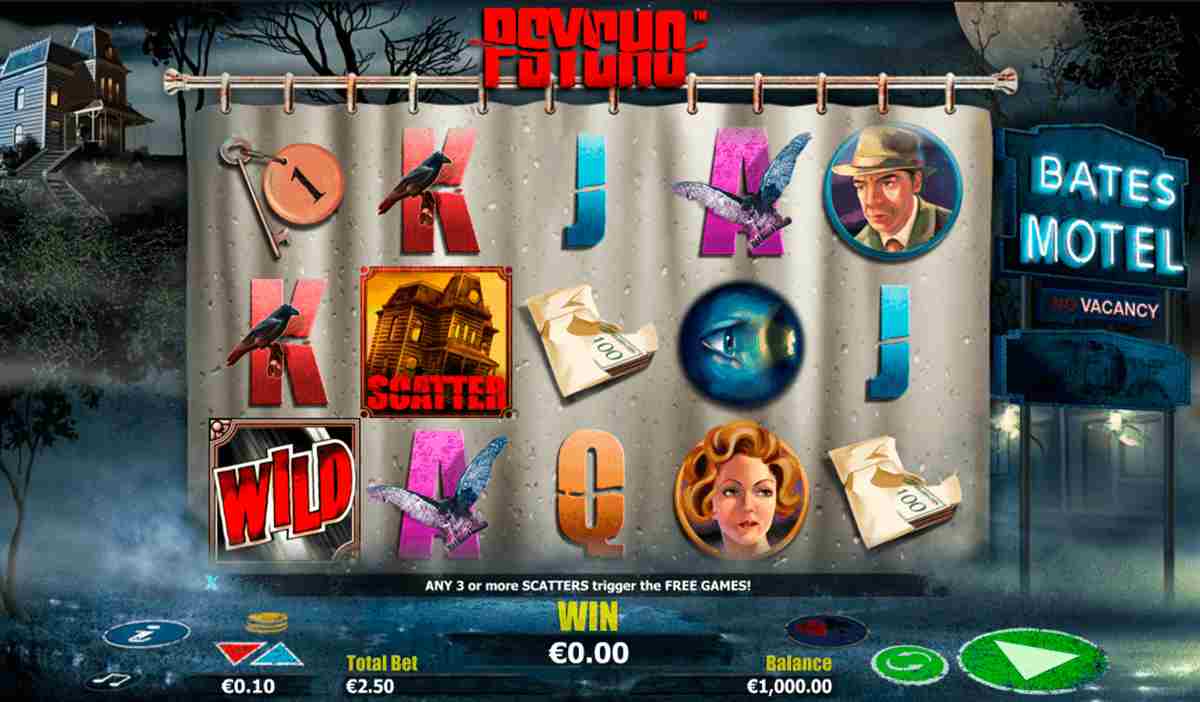 PSYCHO™
1
K
J
A
BATES
MOTEL
NO VACANCY
K
SCATTER
100
J
WILD
A
Q
100
ANY 3 or more SCATTERS trigger the FREE GAMES!
WIN
€0.00
i
Total Bet
Balance
€0.10
€2.50
€1,000.00